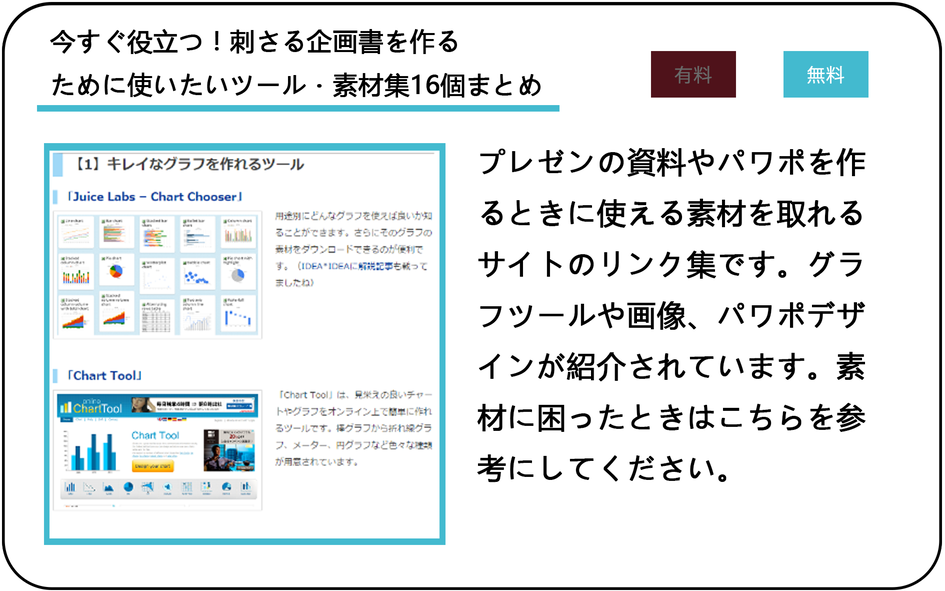 今すぐ役立つ！刺さる企画書を作る
ために使いたいツール・素材集16個まとめ
有料
無料
【1】キレイなグラフを作れるツール
「Juice Labs – Chart Chooser」
用途別にどんなグラフを使えば良いか知
ることができます。さらにそのグラフの
素材をダウンロードできるのが便利で
す。（IDEA*IDEAに解説記事も載って
ましたね）
「Chart Tool」
online
ChartTool
Chart Tool
「Chart Tool」は、見栄えの良いチャー
トやグラフをオンライン上で簡単に作れ
るツールです。棒グラフから折れ線グラ
フ、メーター、円グラフなど色々な種類
が用意されています。
プレゼンの資料やパワポを作
るときに使える素材を取れる
サイトのリンク集です。グラ
フツールや画像、パワポデザ
インが紹介されています。素
材に困ったときはこちらを参
考にしてください。